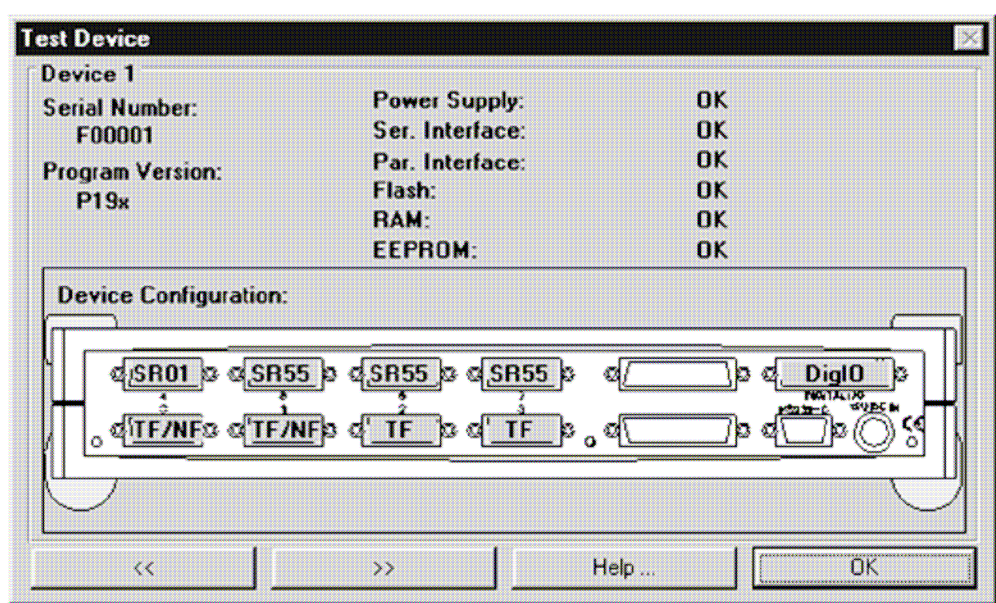 Test Device
Device 1
Serial Number:
F00001
Program Version:
P19x
Power Supply: OK
Ser. Interface: OK
Par. Interface: OK
Flash: OK
RAM: OK
EEPROM: OK
Device Configuration:
SR01 SR55 SR55 SR55 DigIO
TF/NF TF/NF TF TF CE
<< >> Help ... OK